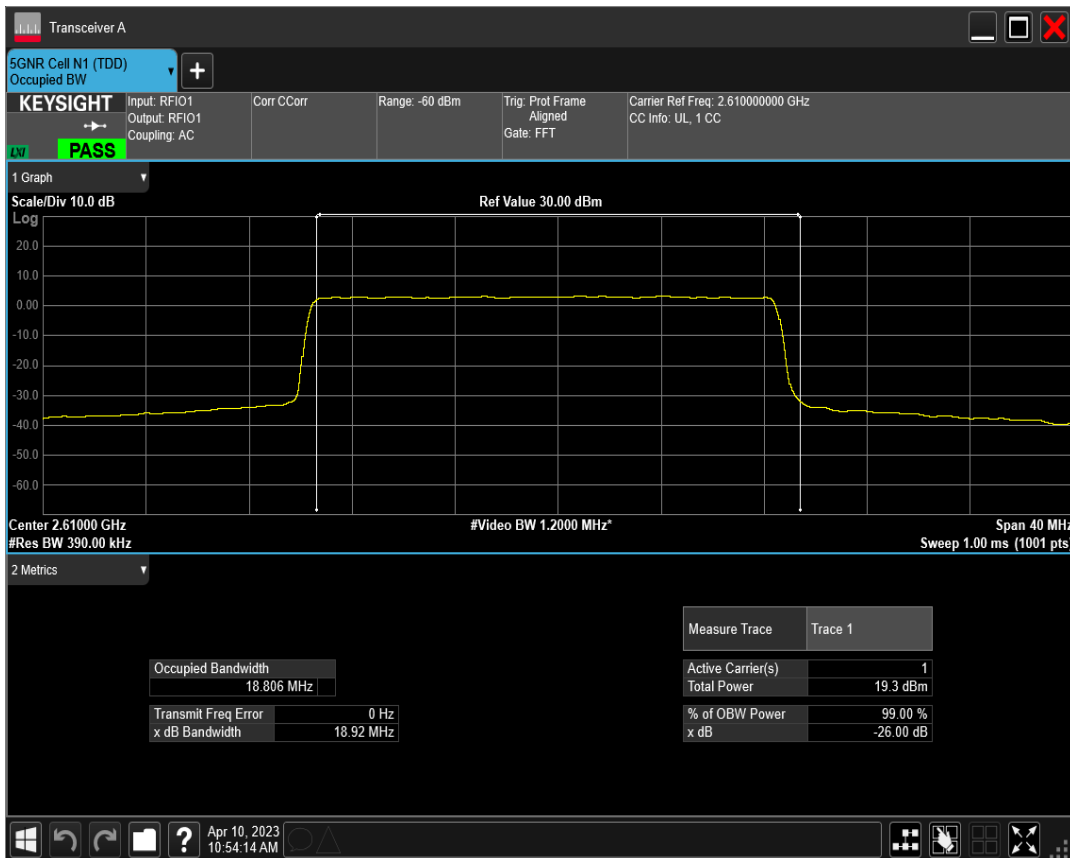 Transceiver A
5GNR Cell N1 (TDD)
Occupied BW
+
KEYSIGHT
LXI
PASS
Input: RFIO1
Output: RFIO1
Coupling: AC
Corr CCorr
Range: -60 dBm
Trig: Prot Frame
Aligned
Gate: FFT
Carrier Ref Freq: 2.610000000 GHz
CC Info: UL, 1 CC
1 Graph
Scale/Div 10.0 dB
Ref Value 30.00 dBm
Log
20.0
10.0
0.00
-10.0
-20.0
-30.0
-40.0
-50.0
-60.0
Center 2.61000 GHz
#Video BW 1.2000 MHz*
Span 40 MHz
#Res BW 390.00 kHz
Sweep 1.00 ms (1001 pts)
2 Metrics
Measure Trace Trace 1
Occupied Bandwidth
18.806 MHz
Active Carrier(s) 1
Total Power 19.3 dBm
Transmit Freq Error 0 Hz
x dB Bandwidth 18.92 MHz
% of OBW Power 99.00 %
x dB -26.00 dB
?
Apr 10, 2023
10:54:14 AM